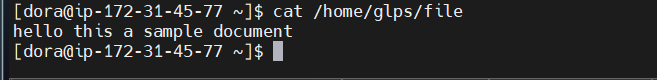 [dora@ip-172-31-45-77 ~]$ cat /home/glps/file
hello this a sample document
[dora@ip-172-31-45-77 ~]$